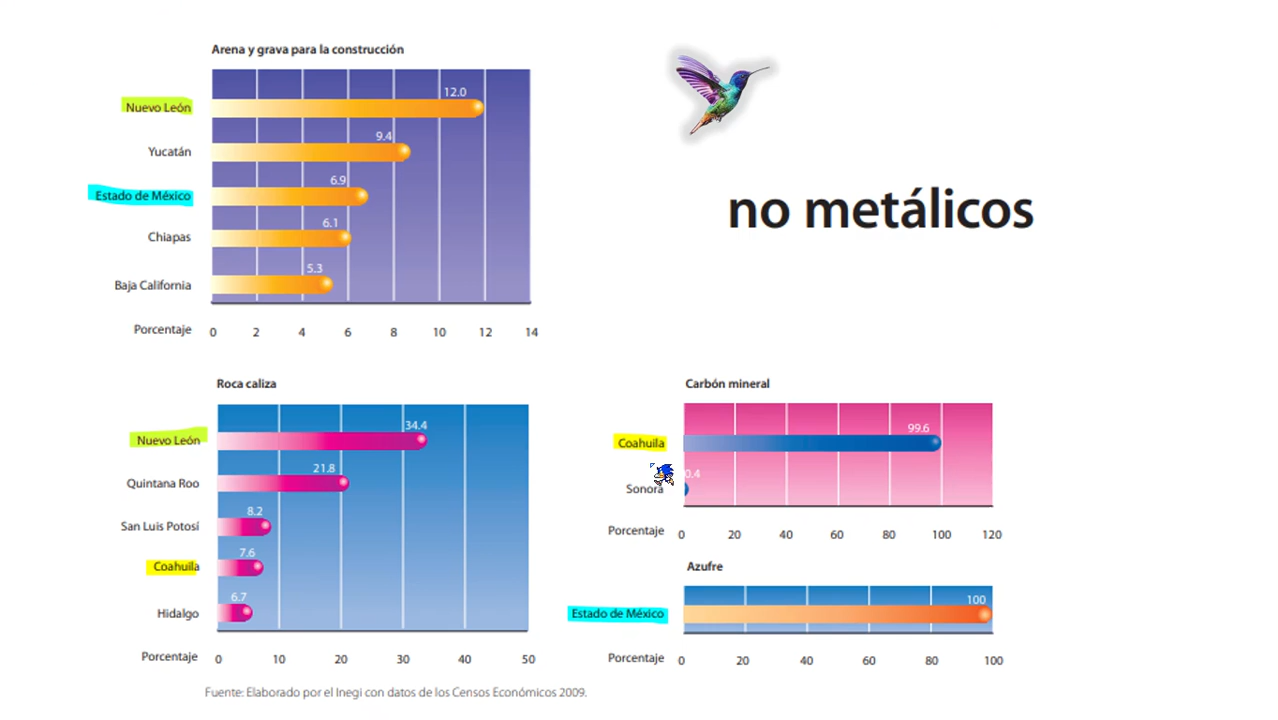 Arena y grava para la construcción
12.0
Nuevo León
9.4
Yucatán
6.9
Estado de México
6.1
Chiapas
5.3
Baja California
Porcentaje 0 2 4 6 8 10 12 14
no metálicos
Roca caliza
34.4
Nuevo León
21.8
Quintana Roo
8.2
San Luis Potosí
7.6
Coahuila
6.7
Hidalgo
Porcentaje 0 10 20 30 40 50
Carbón mineral
99.6
Coahuila
0.4
Sonora
Porcentaje 0 20 40 60 80 100 120
Azufre
100
Estado de México
Porcentaje 0 20 40 60 80 100
Fuente: Elaborado por el Inegi con datos de los Censos Económicos 2009.